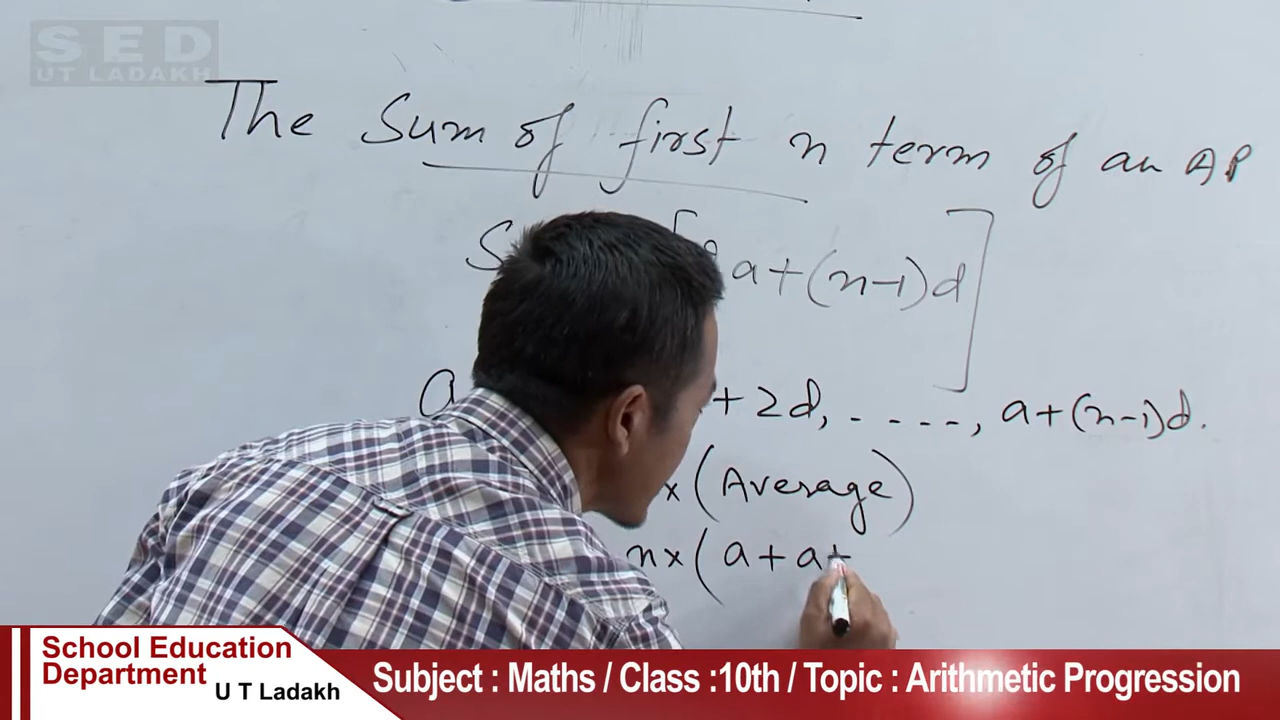 SED
UT LADAKH
The Sum of first n term of an AP
S [2a+(n-1)d]
a + 2d, - - - -, a+(n-1)d.
x (Average)
nx ( a + a+
School Education
Department
U T Ladakh
Subject : Maths / Class :10th / Topic : Arithmetic Progression